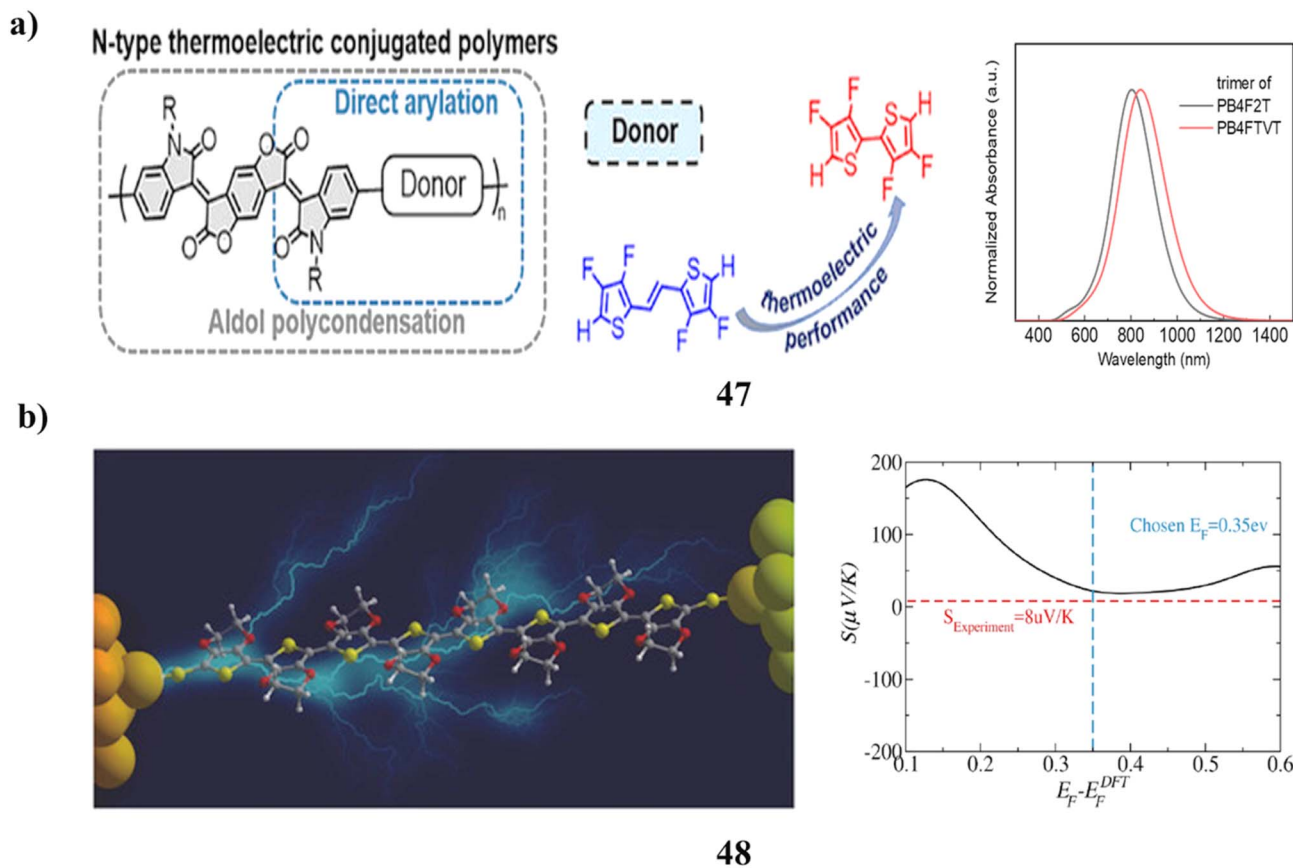 a)
N-type thermoelectric conjugated polymers
Direct arylation
R
N
O
O
O
Donor
n
O
O
O
N
R
Aldol polycondensation
Donor
F
F
S
H
H
S
F
F
F
F
S
H
H
S
F
F
thermoelectric
performance
Normalized Absorbance (a.u.)
trimer of
PB4F2T
PB4FTVT
400 600 800 1000 1200 1400
Wavelength (nm)
47
b)
S(μV/K)
200
100
0
-100
-200
Chosen E_F=0.35ev
S_Experiment=8uV/K
0.1 0.2 0.3 0.4 0.5 0.6
E_F-E_F^DFT
48